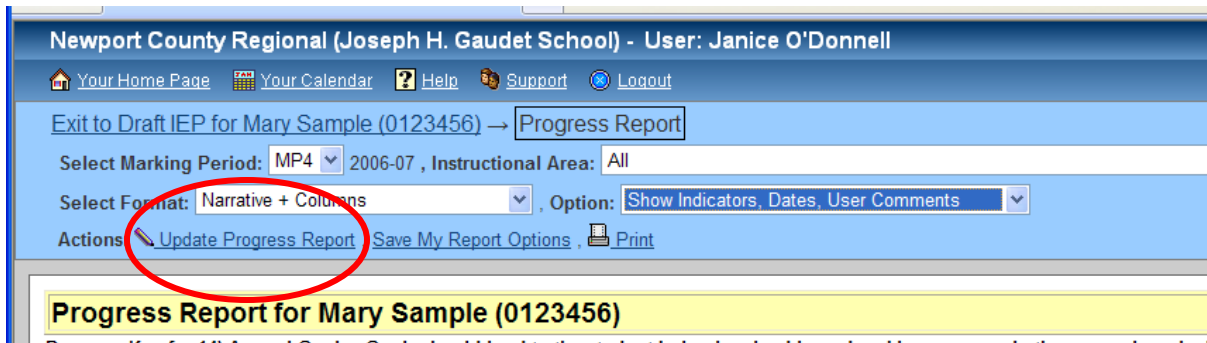 Newport County Regional (Joseph H. Gaudet School) - User: Janice O'Donnell
Your Home Page Your Calendar Help Support Logout
Exit to Draft IEP for Mary Sample (0123456) → Progress Report
Select Marking Period: MP4 2006-07 , Instructional Area: All
Select Format: Narrative + Columns , Option: Show Indicators, Dates, User Comments
Actions Update Progress Report , Save My Report Options , Print
Progress Report for Mary Sample (0123456)